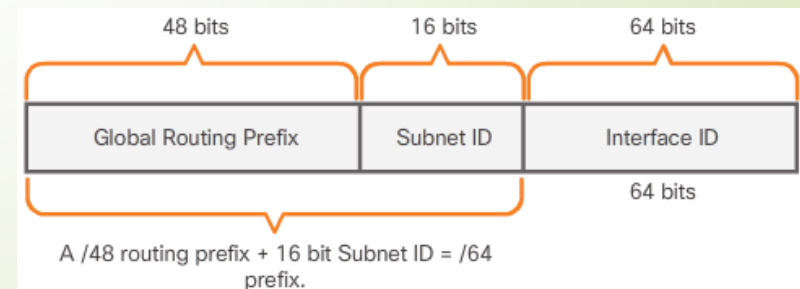 48 bits
16 bits
64 bits
Global Routing Prefix
Subnet ID
Interface ID
64 bits
A /48 routing prefix + 16 bit Subnet ID = /64
prefix.